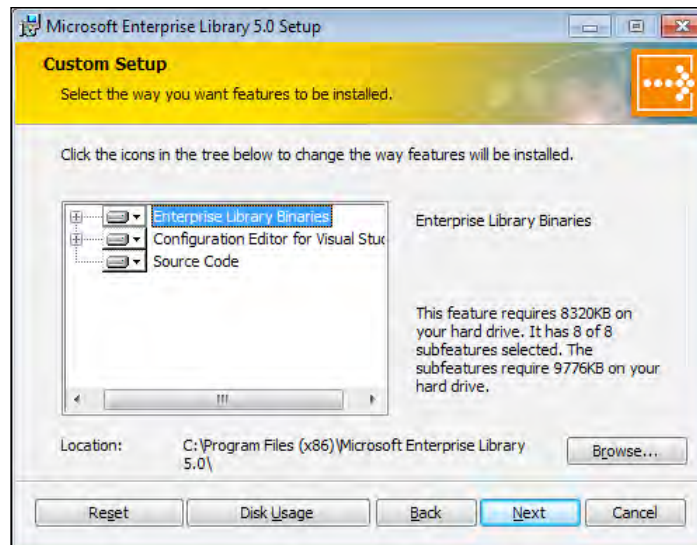 Microsoft Enterprise Library 5.0 Setup
Custom Setup
Select the way you want features to be installed.
Click the icons in the tree below to change the way features will be installed.
Enterprise Library Binaries
Configuration Editor for Visual Stuc
Source Code
Enterprise Library Binaries
This feature requires 8320KB on
your hard drive. It has 8 of 8
subfeatures selected. The
subfeatures require 9776KB on your
hard drive.
Location:
C:\Program Files (x86)\Microsoft Enterprise Library
5.0\
Browse...
Reset
Disk Usage
Back
Next
Cancel